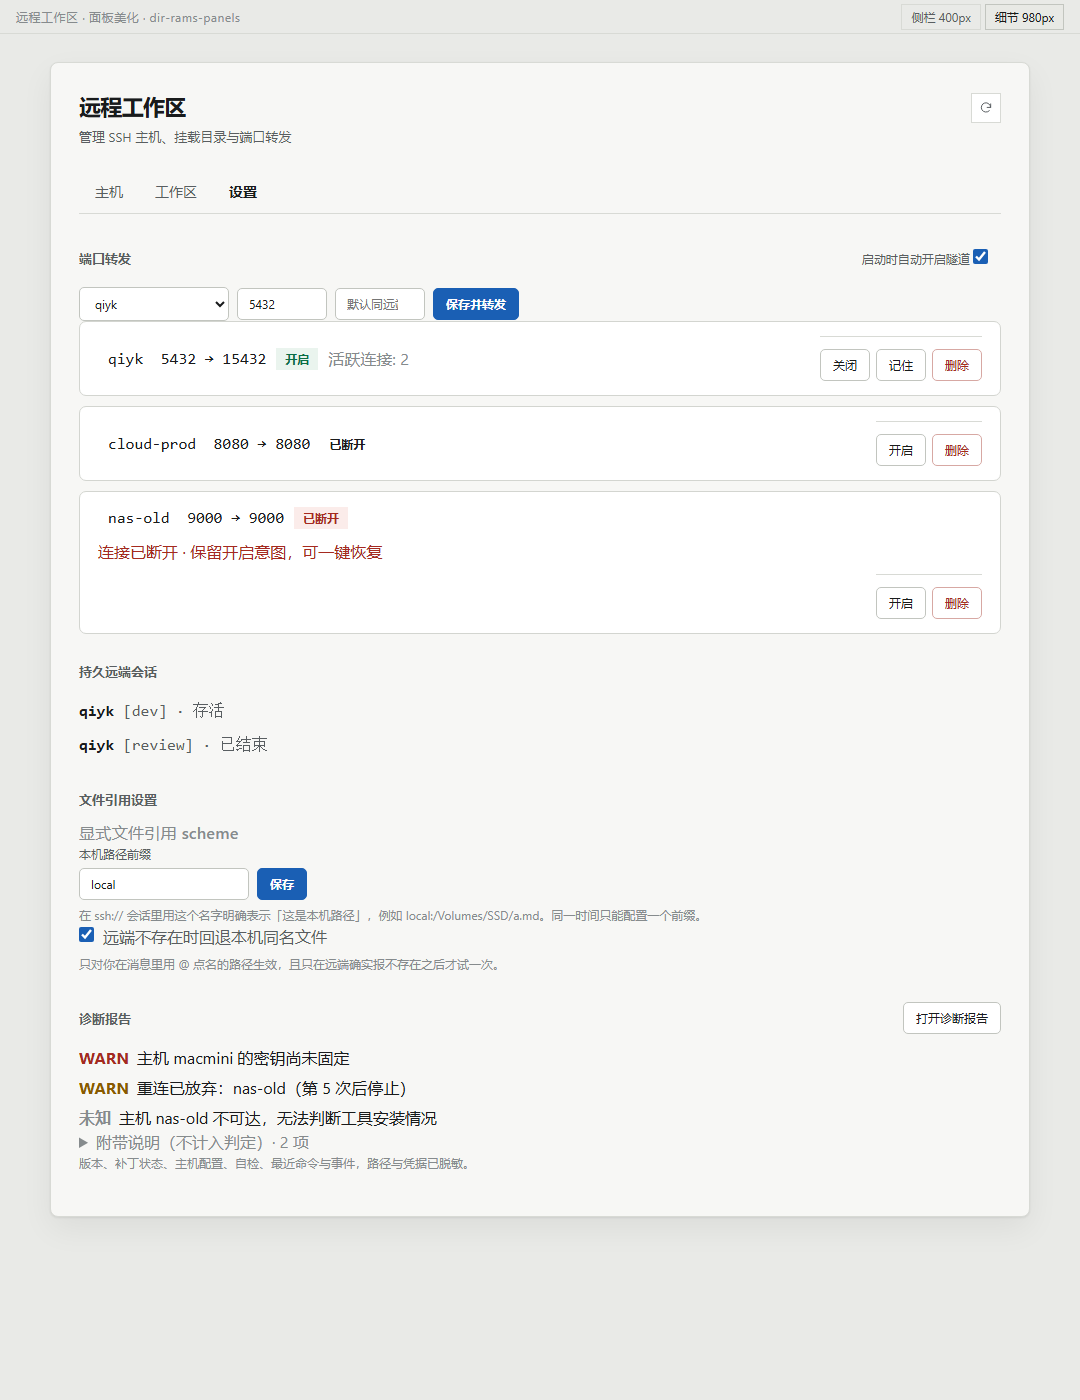 远程工作区 · 面板美化 · dir-rams-panels
侧栏 400px 细节 980px
远程工作区
管理 SSH 主机、挂载目录与端口转发
主机 工作区 设置
端口转发 启动时自动开启隧道
qiyk 5432 默认同远端 保存并转发
qiyk 5432 → 15432 开启 活跃连接: 2 关闭 记住 删除
cloud-prod 8080 → 8080 已断开 开启 删除
nas-old 9000 → 9000 已断开
连接已断开 · 保留开启意图，可一键恢复
开启 删除
持久远端会话
qiyk [dev] · 存活
qiyk [review] · 已结束
文件引用设置
显式文件引用 scheme
本机路径前缀
local 保存
在 ssh:// 会话里用这个名字明确表示「这是本机路径」，例如 local:/Volumes/SSD/a.md。同一时间只能配置一个前缀。
远端不存在时回退本机同名文件
只对你在消息里用 @ 点名的路径生效，且只在远端确实报不存在之后才试一次。
诊断报告 打开诊断报告
WARN 主机 macmini 的密钥尚未固定
WARN 重连已放弃：nas-old（第 5 次后停止）
未知 主机 nas-old 不可达，无法判断工具安装情况
▶ 附带说明（不计入判定）· 2 项
版本、补丁状态、主机配置、自检、最近命令与事件，路径与凭据已脱敏。